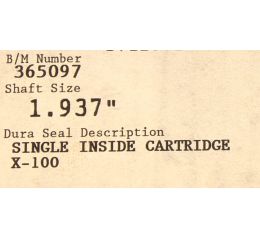 B/M Number
365097
Shaft Size
1.937"
Dura Seal Description
SINGLE INSIDE CARTRIDGE
X-100